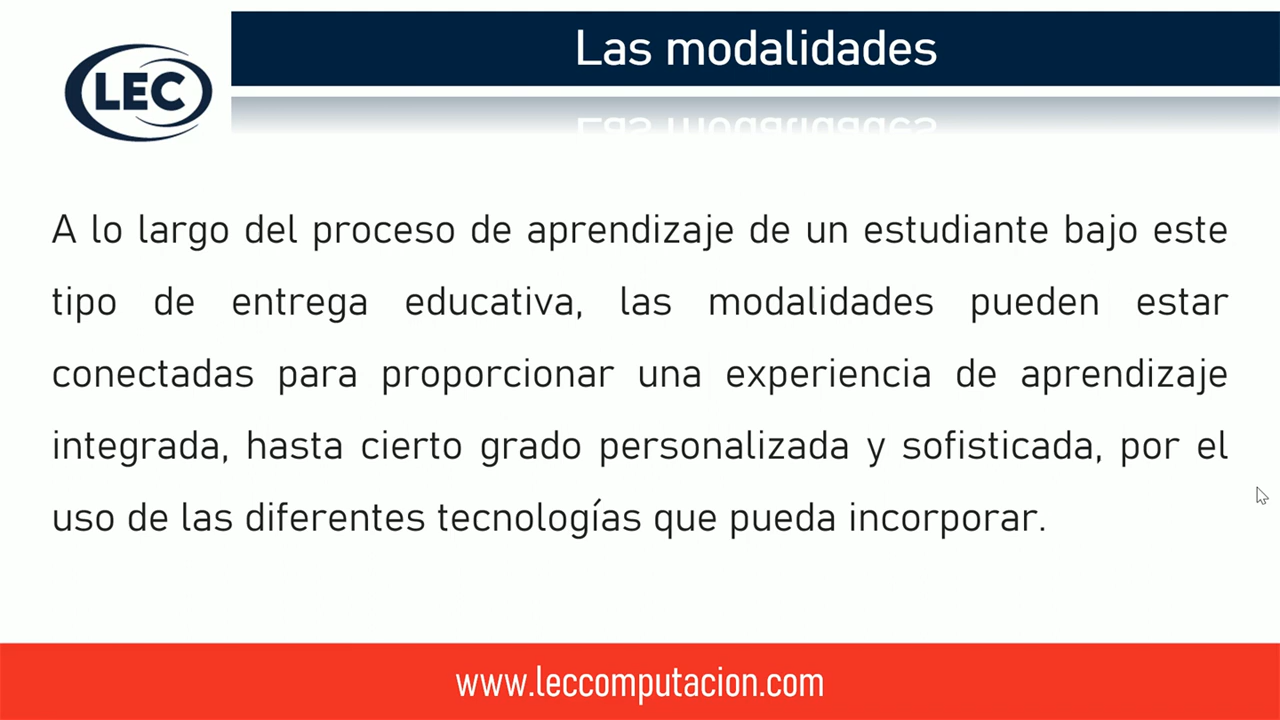 Las modalidades
LEC
A lo largo del proceso de aprendizaje de un estudiante bajo este
tipo de entrega educativa, las modalidades pueden estar
conectadas para proporcionar una experiencia de aprendizaje
integrada, hasta cierto grado personalizada y sofisticada, por el
uso de las diferentes tecnologías que pueda incorporar.
www.leccomputacion.com